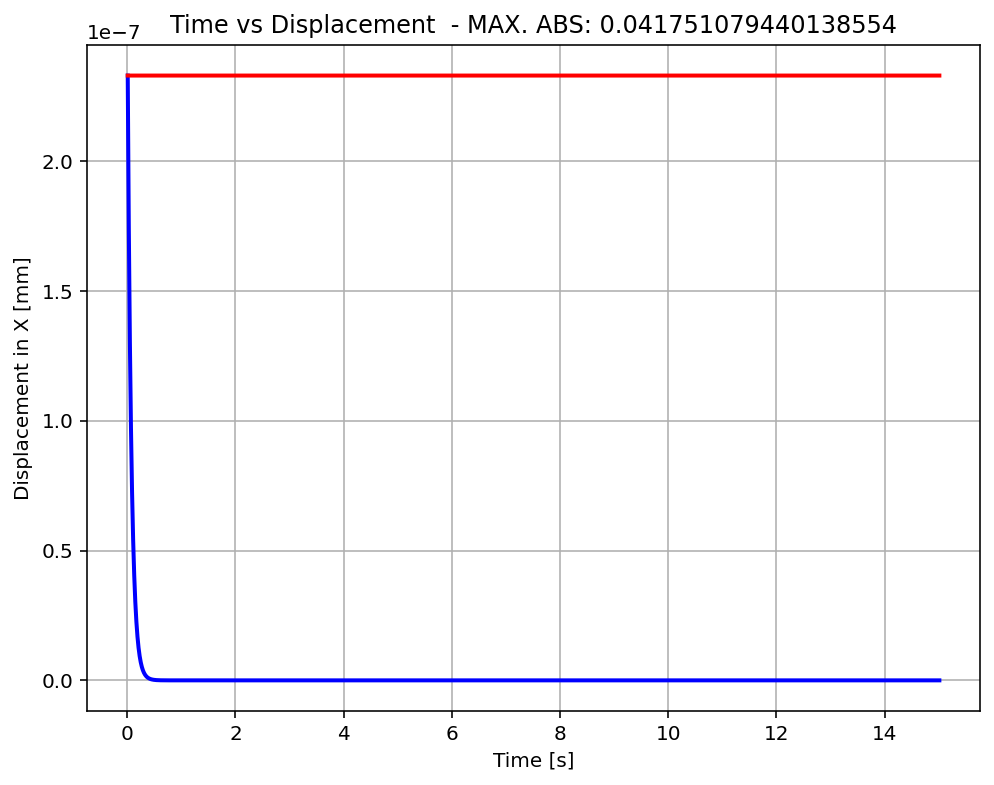 Time vs Displacement  - MAX. ABS: 0.041751079440138554
1e−7
2.0
1.5
1.0
0.5
0.0
Displacement in X [mm]
0 2 4 6 8 10 12 14
Time [s]